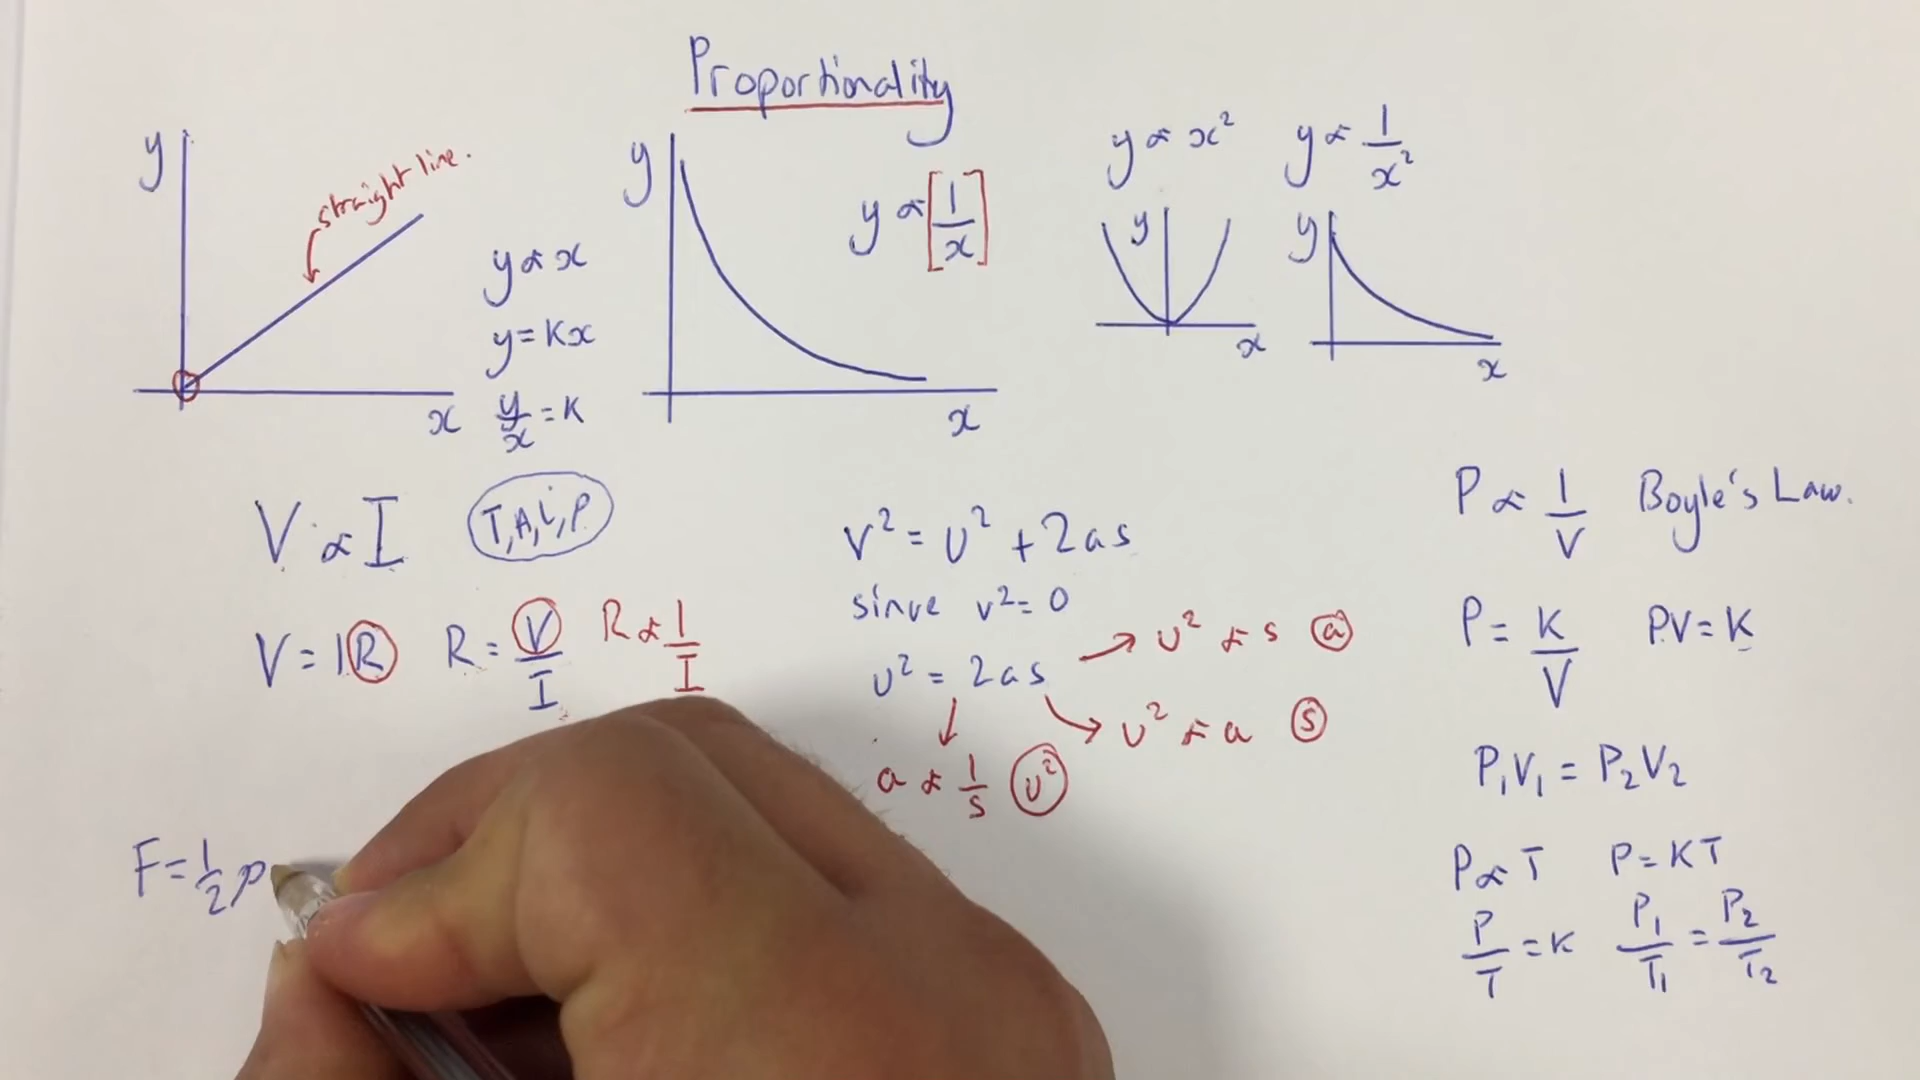 Proportionality
y
straight line.
x
y ∝ x
y = Kx
y/x = K
y
y ∝ [1/x]
x
y ∝ x²
y
x
y ∝ 1/x²
y
x
V ∝ I
T, A, L, ρ
V = IR
R = V/I
R ∝ 1/I
v² = u² + 2as
since v² = 0
u² = 2as
u² ∝ s (a)
u² ∝ a (s)
a ∝ 1/s (u²)
P ∝ 1/V Boyle's Law.
P = K/V PV = K
P₁V₁ = P₂V₂
P ∝ T P = KT
P/T = K P₁/T₁ = P₂/T₂
F = ½ρ